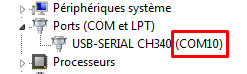 Périphériques système
Ports (COM et LPT)
USB-SERIAL CH340 (COM10)
Processeurs